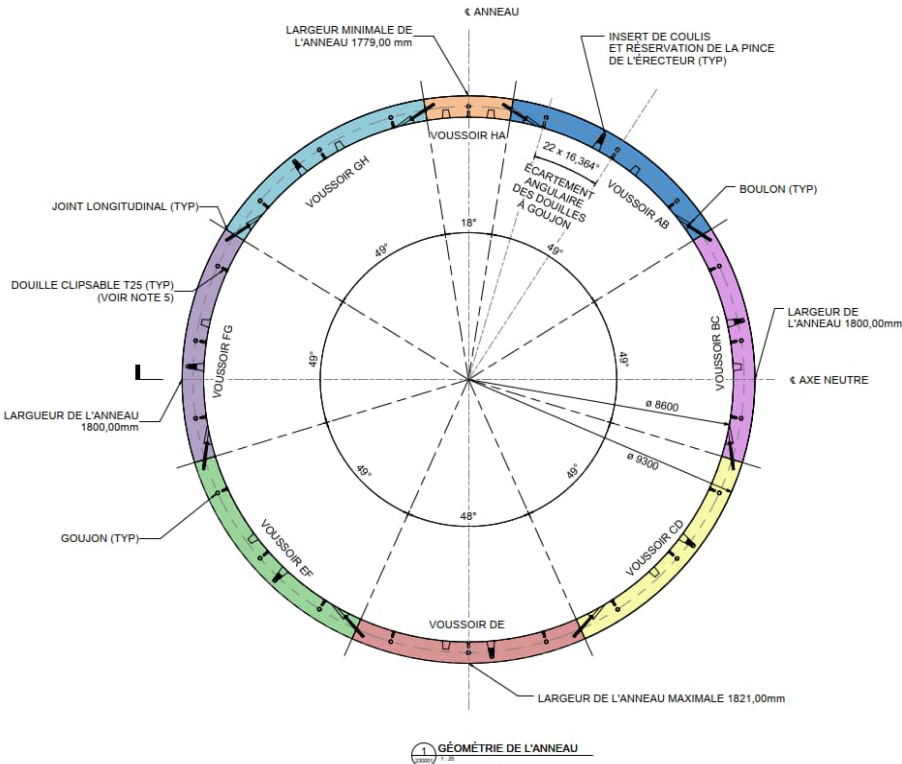 ℄ ANNEAU
LARGEUR MINIMALE DE
L'ANNEAU 1779,00 mm
INSERT DE COULIS
ET RÉSERVATION DE LA PINCE
DE L'ÉRECTEUR (TYP)
VOUSSOIR HA
22 x 16,364°
ÉCARTEMENT
ANGULAIRE
DES DOUILLES
À GOUJON
VOUSSOIR GH
VOUSSOIR AB
BOULON (TYP)
JOINT LONGITUDINAL (TYP)
18°
49°
49°
DOUILLE CLIPSABLE T25 (TYP)
(VOIR NOTE 5)
LARGEUR DE
L'ANNEAU 1800,00mm
VOUSSOIR FG
49°
49°
VOUSSOIR BC
℄ AXE NEUTRE
LARGUEUR DE L'ANNEAU
1800,00mm
ø 8600
ø 9300
49°
49°
48°
GOUJON (TYP)
VOUSSOIR EF
VOUSSOIR CD
VOUSSOIR DE
LARGEUR DE L'ANNEAU MAXIMALE 1821,00mm
1 GÉOMÉTRIE DE L'ANNEAU
1 : 25